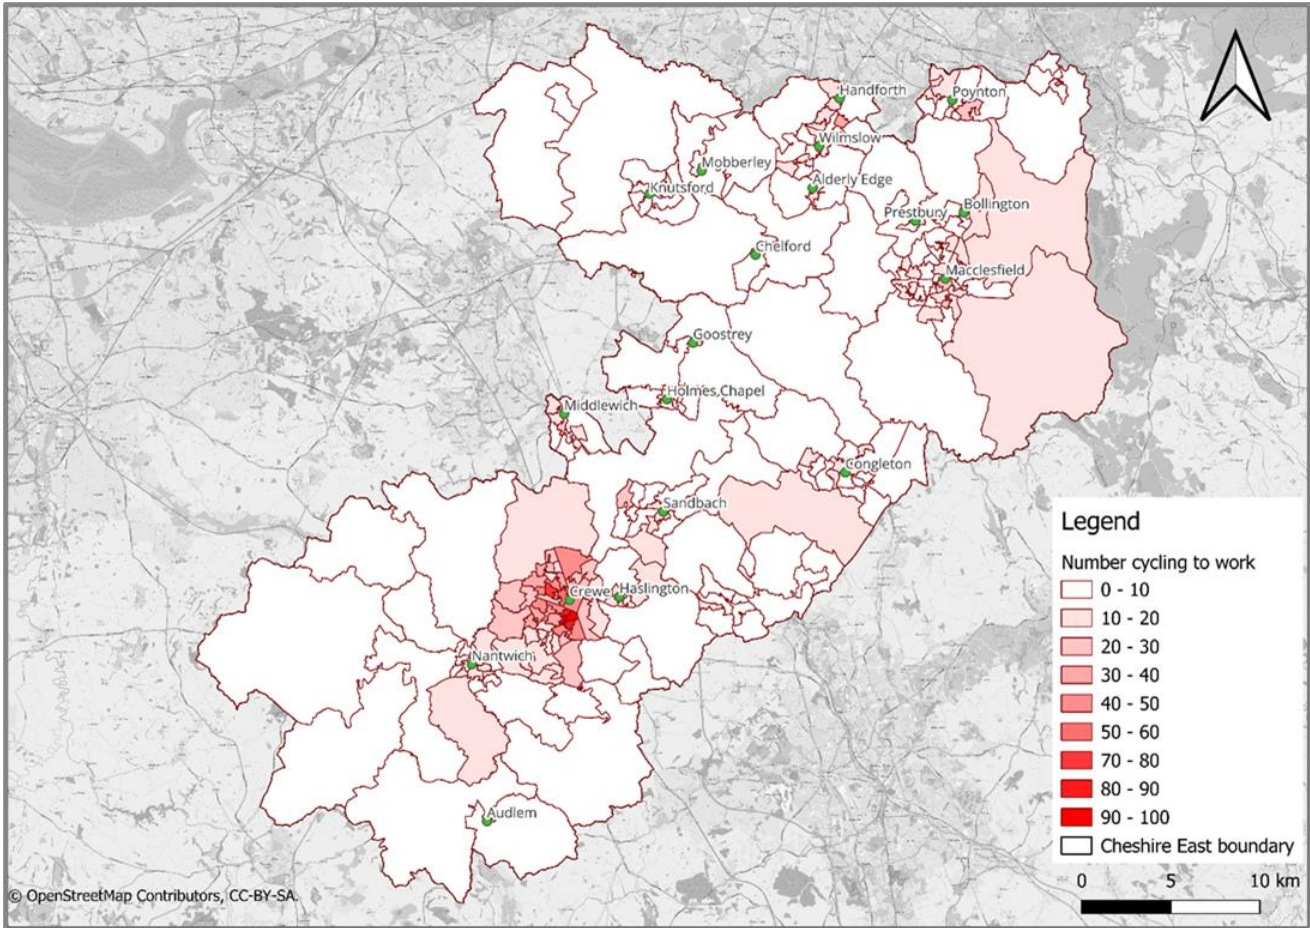 Handforth
Poynton
Wilmslow
Mobberley
Knutsford
Alderly Edge
Prestbury
Bollington
Chelford
Macclesfield
Goostrey
Holmes Chapel
Middlewich
Congleton
Sandbach
Crewe
Haslington
Nantwich
Audlem
Legend
Number cycling to work
0 - 10
10 - 20
20 - 30
30 - 40
40 - 50
50 - 60
70 - 80
80 - 90
90 - 100
Cheshire East boundary
0 5 10 km
© OpenStreetMap Contributors, CC-BY-SA.